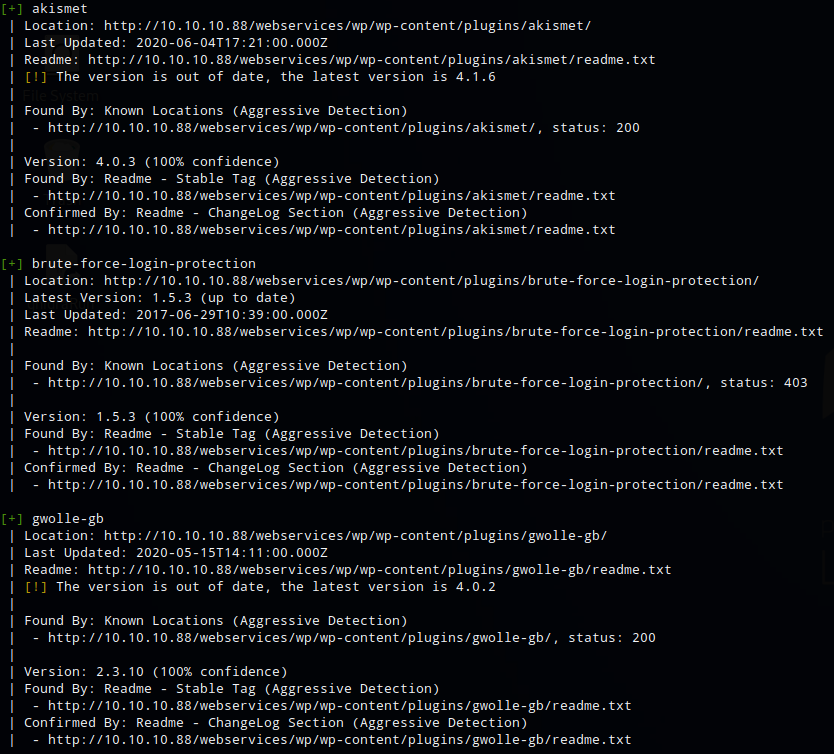 [+] akismet
| Location: http://10.10.10.88/webservices/wp/wp-content/plugins/akismet/
| Last Updated: 2020-06-04T17:21:00.000Z
| Readme: http://10.10.10.88/webservices/wp/wp-content/plugins/akismet/readme.txt
| [!] The version is out of date, the latest version is 4.1.6
|
File System
| Found By: Known Locations (Aggressive Detection)
|  - http://10.10.10.88/webservices/wp/wp-content/plugins/akismet/, status: 200
|
| Version: 4.0.3 (100% confidence)
| Found By: Readme - Stable Tag (Aggressive Detection)
|  - http://10.10.10.88/webservices/wp/wp-content/plugins/akismet/readme.txt
| Confirmed By: Readme - ChangeLog Section (Aggressive Detection)
|  - http://10.10.10.88/webservices/wp/wp-content/plugins/akismet/readme.txt
[+] brute-force-login-protection
| Location: http://10.10.10.88/webservices/wp/wp-content/plugins/brute-force-login-protection/
| Latest Version: 1.5.3 (up to date)
| Last Updated: 2017-06-29T10:39:00.000Z
| Readme: http://10.10.10.88/webservices/wp/wp-content/plugins/brute-force-login-protection/readme.txt
|
| Found By: Known Locations (Aggressive Detection)
|  - http://10.10.10.88/webservices/wp/wp-content/plugins/brute-force-login-protection/, status: 403
|
| Version: 1.5.3 (100% confidence)
| Found By: Readme - Stable Tag (Aggressive Detection)
|  - http://10.10.10.88/webservices/wp/wp-content/plugins/brute-force-login-protection/readme.txt
| Confirmed By: Readme - ChangeLog Section (Aggressive Detection)
|  - http://10.10.10.88/webservices/wp/wp-content/plugins/brute-force-login-protection/readme.txt
[+] gwolle-gb
| Location: http://10.10.10.88/webservices/wp/wp-content/plugins/gwolle-gb/
| Last Updated: 2020-05-15T14:11:00.000Z
| Readme: http://10.10.10.88/webservices/wp/wp-content/plugins/gwolle-gb/readme.txt
| [!] The version is out of date, the latest version is 4.0.2
|
| Found By: Known Locations (Aggressive Detection)
|  - http://10.10.10.88/webservices/wp/wp-content/plugins/gwolle-gb/, status: 200
|
| Version: 2.3.10 (100% confidence)
| Found By: Readme - Stable Tag (Aggressive Detection)
|  - http://10.10.10.88/webservices/wp/wp-content/plugins/gwolle-gb/readme.txt
| Confirmed By: Readme - ChangeLog Section (Aggressive Detection)
|  - http://10.10.10.88/webservices/wp/wp-content/plugins/gwolle-gb/readme.txt